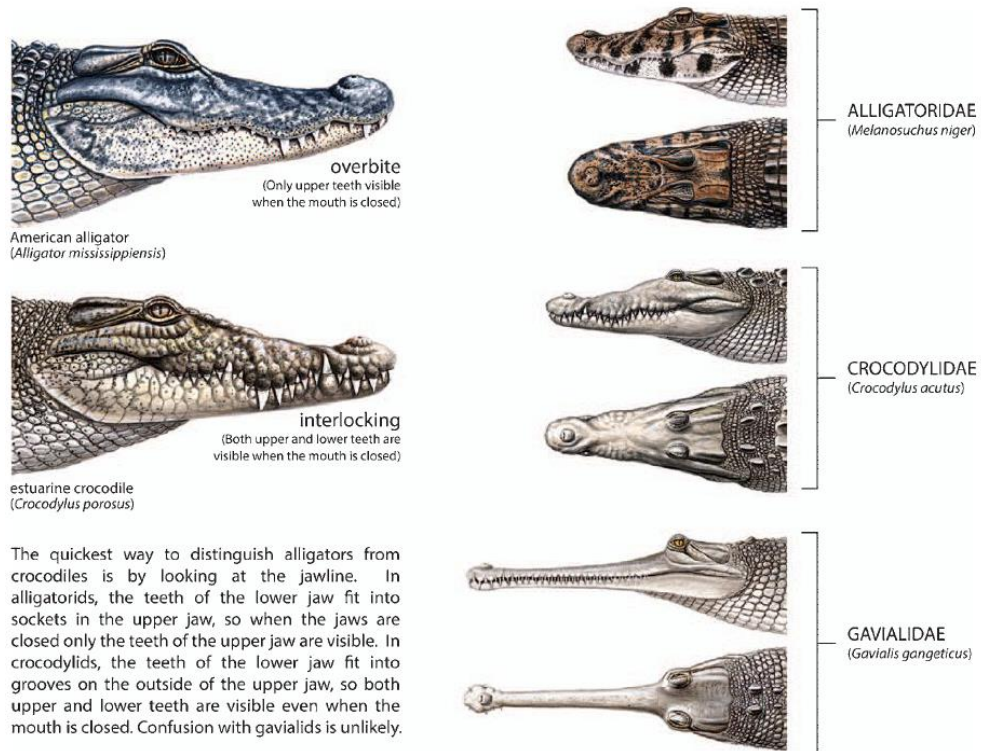 overbite
(Only upper teeth visible
when the mouth is closed)
American alligator
(Alligator mississippiensis)
interlocking
(Both upper and lower teeth are
visible when the mouth is closed)
estuarine crocodile
(Crocodylus porosus)
The quickest way to distinguish alligators from
crocodiles is by looking at the jawline. In
alligatorids, the teeth of the lower jaw fit into
sockets in the upper jaw, so when the jaws are
closed only the teeth of the upper jaw are visible. In
crocodylids, the teeth of the lower jaw fit into
grooves on the outside of the upper jaw, so both
upper and lower teeth are visible even when the
mouth is closed. Confusion with gavialids is unlikely.
ALLIGATORIDAE
(Melanosuchus niger)
CROCODYLIDAE
(Crocodylus acutus)
GAVIALIDAE
(Gavialis gangeticus)